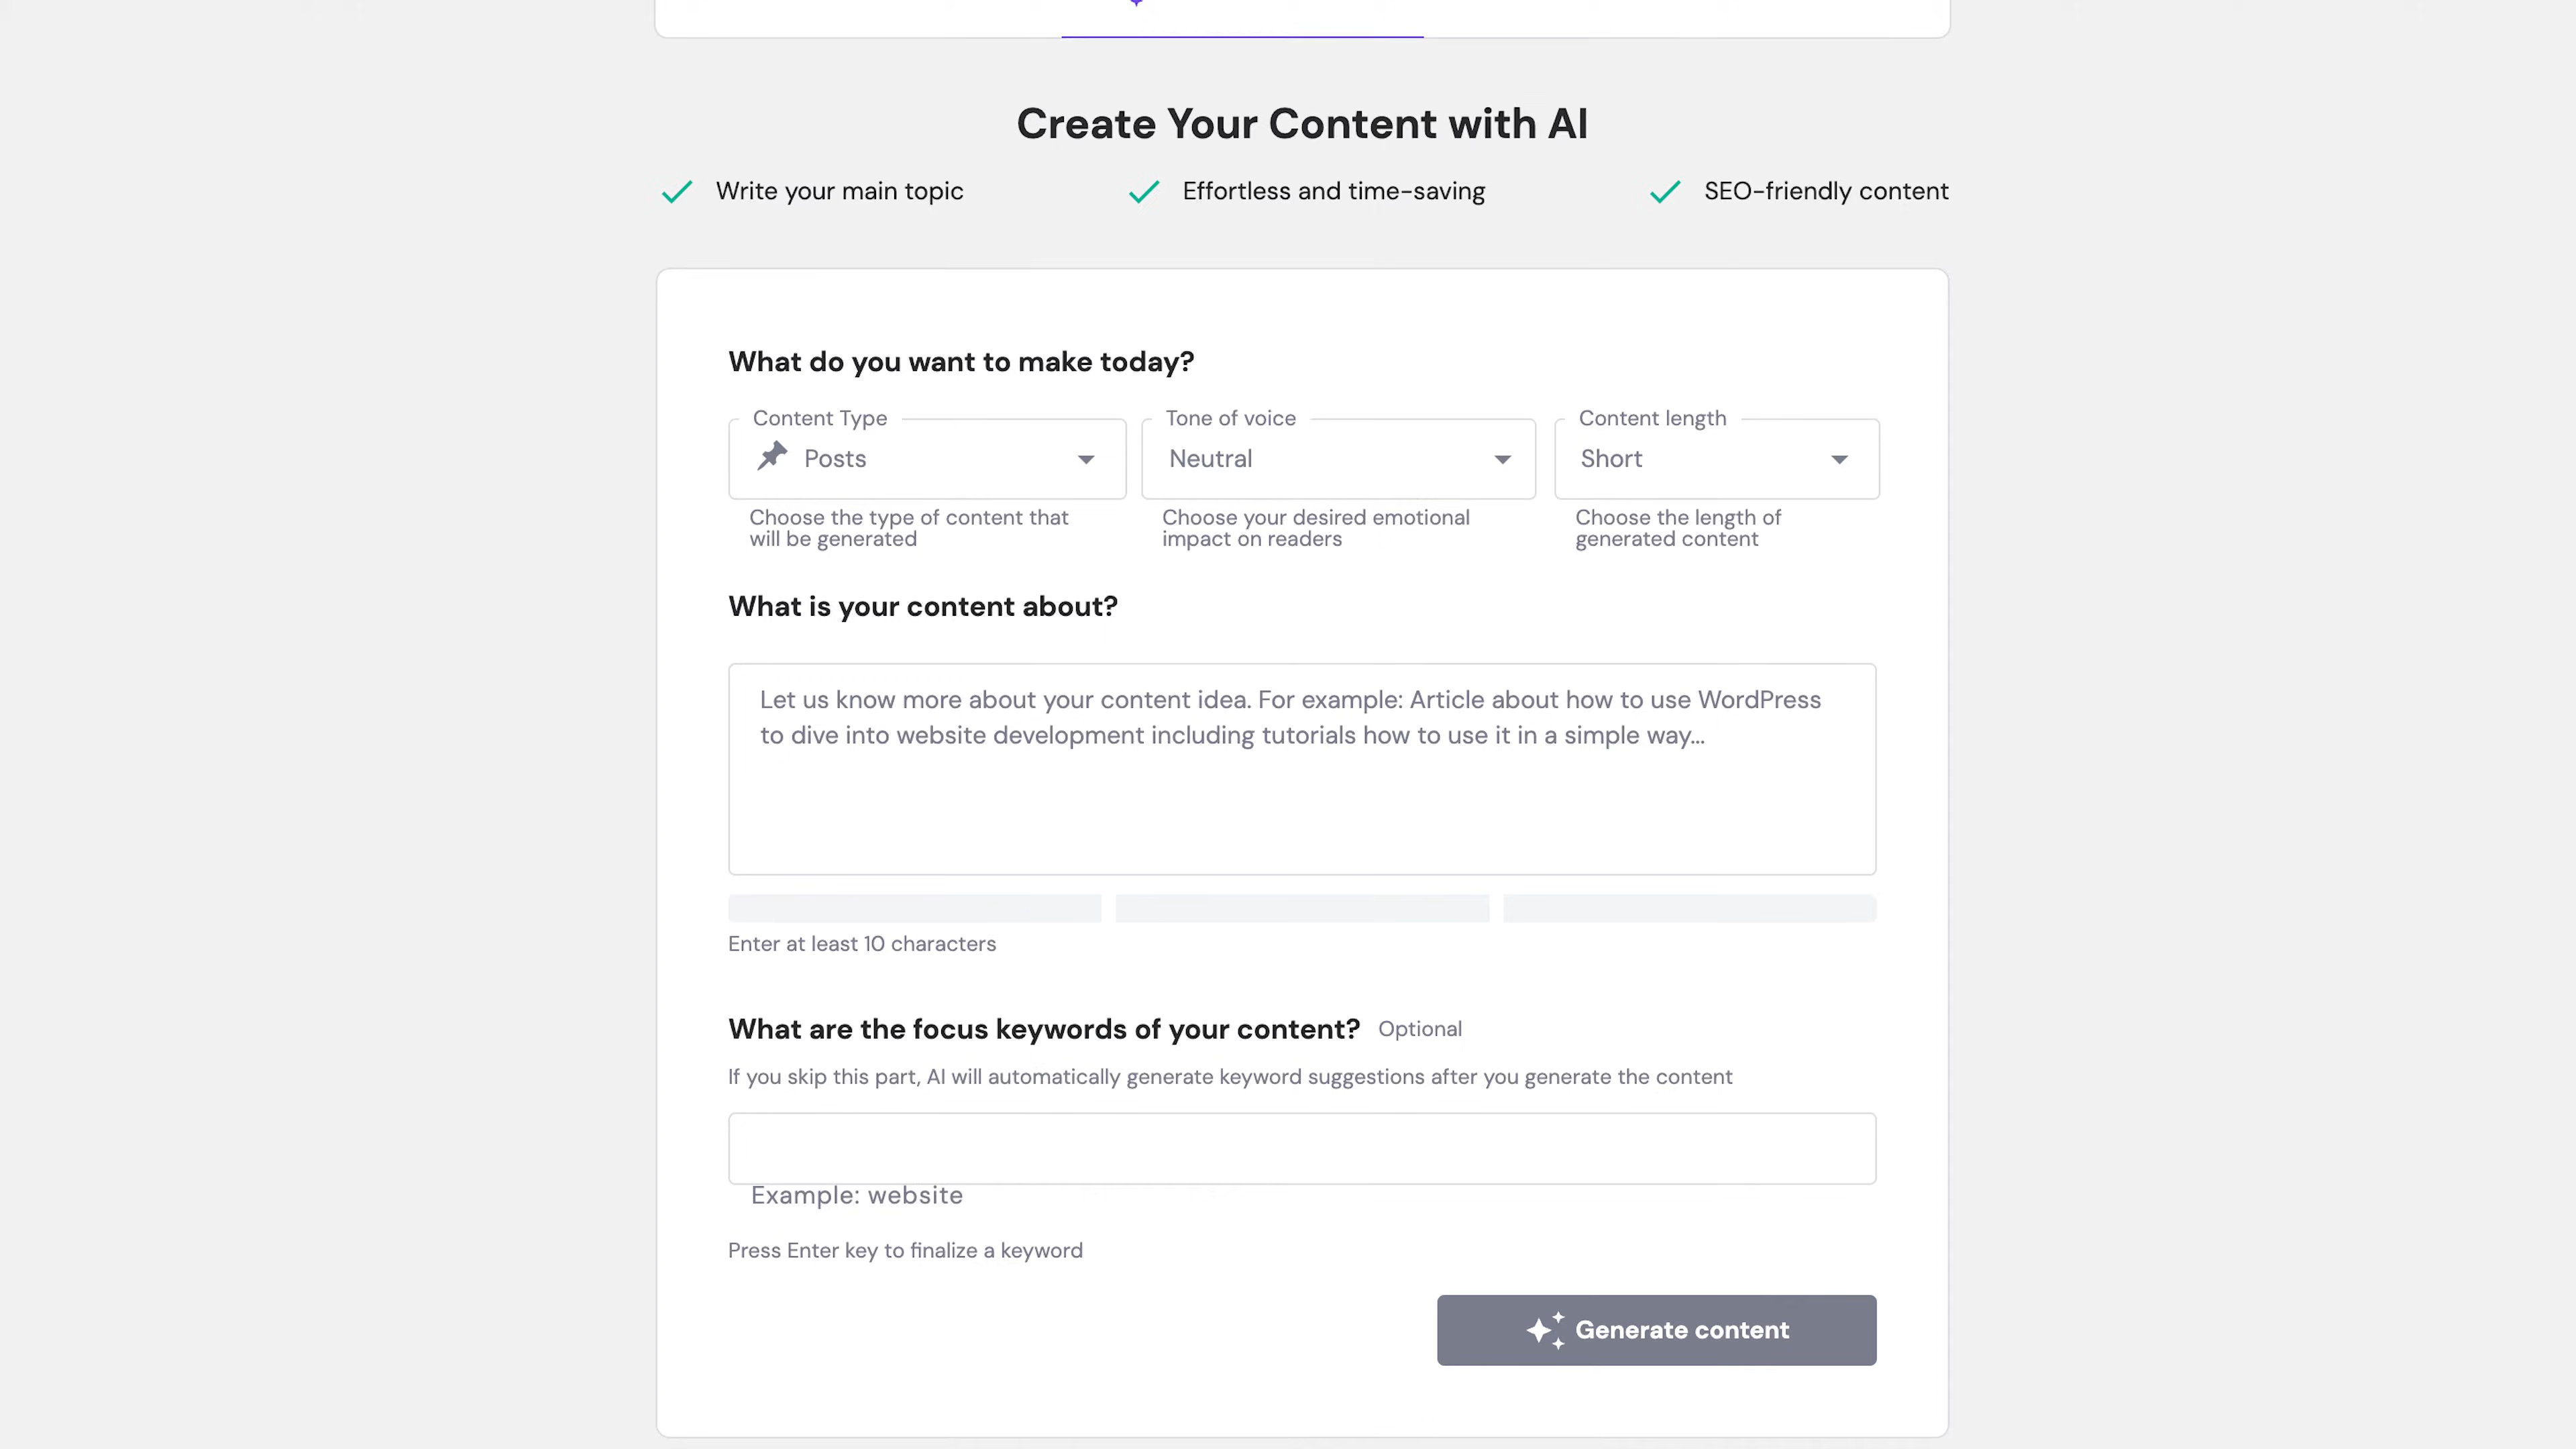 Create Your Content with AI
Write your main topic
Effortless and time-saving
SEO-friendly content
What do you want to make today?
Content Type
Posts
Choose the type of content that
will be generated
Tone of voice
Neutral
Choose your desired emotional
impact on readers
Content length
Short
Choose the length of
generated content
What is your content about?
Let us know more about your content idea. For example: Article about how to use WordPress
to dive into website development including tutorials how to use it in a simple way...
Enter at least 10 characters
What are the focus keywords of your content? Optional
If you skip this part, AI will automatically generate keyword suggestions after you generate the content
Example: website
Press Enter key to finalize a keyword
Generate content